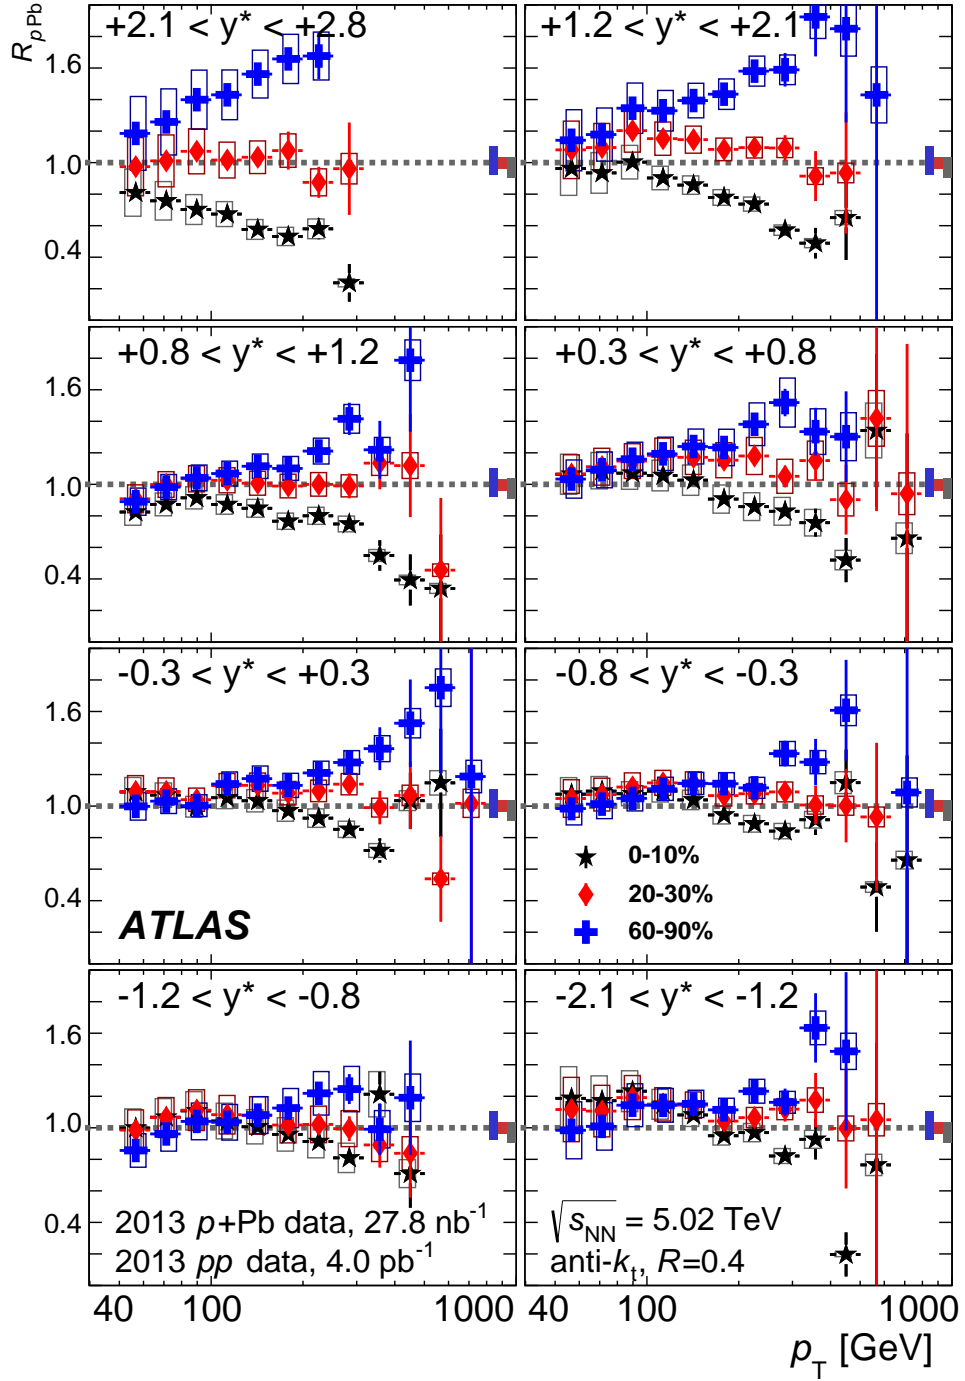 R_pPb
+2.1 < y* < +2.8
+1.2 < y* < +2.1
1.6
1.0
0.4
+0.8 < y* < +1.2
+0.3 < y* < +0.8
1.6
1.0
0.4
-0.3 < y* < +0.3
-0.8 < y* < -0.3
1.6
1.0
0.4
ATLAS
0-10%
20-30%
60-90%
-1.2 < y* < -0.8
-2.1 < y* < -1.2
1.6
1.0
0.4
2013 p+Pb data, 27.8 nb⁻¹
2013 pp data, 4.0 pb⁻¹
√s_NN = 5.02 TeV
anti-k_t, R=0.4
40 100 1000
40 100 1000
p_T [GeV]